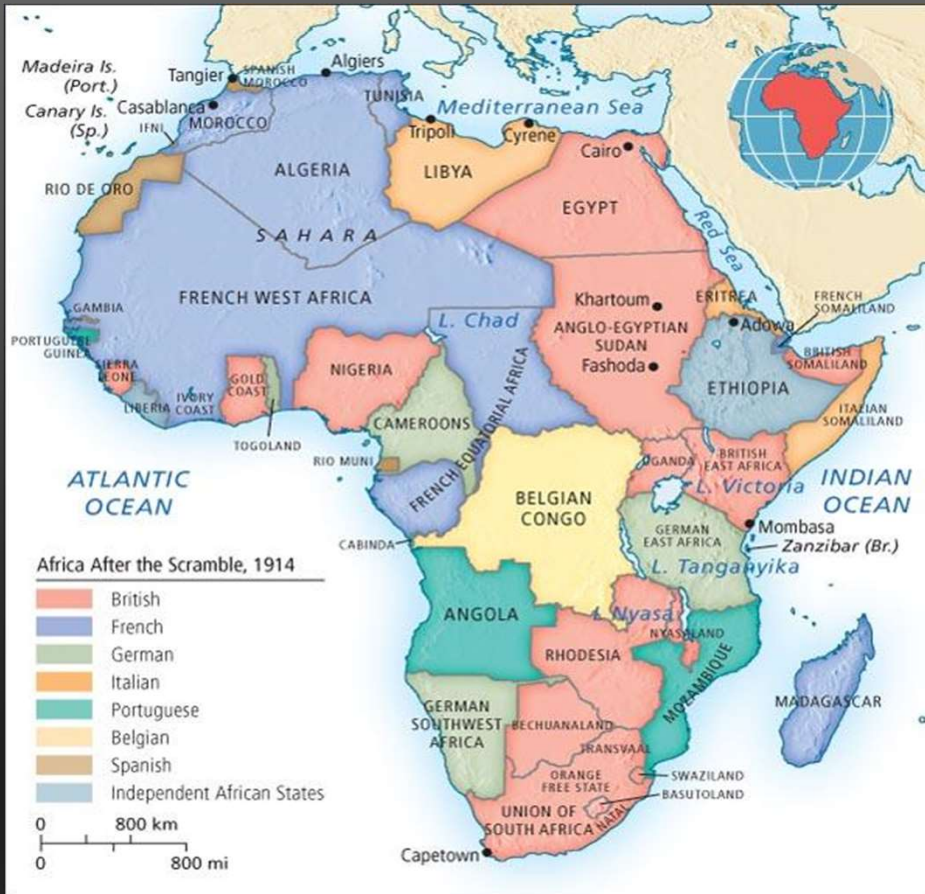 Madeira Is.
(Port.)
Canary Is.
(Sp.)
Tangier
SPANISH
MOROCCO
Algiers
Casablanca
IFNI
MOROCCO
TUNISIA
Mediterranean Sea
Tripoli
Cyrene
Cairo
ALGERIA
LIBYA
EGYPT
RIO DE ORO
SAHARA
Red Sea
FRENCH WEST AFRICA
Khartoum
ERITREA
FRENCH
SOMALILAND
GAMBIA
L. Chad
ANGLO-EGYPTIAN
SUDAN
Adowa
PORTUGUESE
GUINEA
SIERRA
LEONE
NIGERIA
Fashoda
BRITISH
SOMALILAND
GOLD
COAST
IVORY
COAST
LIBERIA
ETHIOPIA
CAMEROONS
ITALIAN
SOMALILAND
TOGOLAND
FRENCH EQUATORIAL AFRICA
RIO MUNI
UGANDA
BRITISH
EAST AFRICA
ATLANTIC
OCEAN
L. Victoria
INDIAN
OCEAN
BELGIAN
CONGO
GERMAN
EAST AFRICA
Mombasa
Zanzibar (Br.)
CABINDA
L. Tanganyika
Africa After the Scramble, 1914
British
French
German
Italian
Portuguese
Belgian
Spanish
Independent African States
0 800 km
0 800 mi
ANGOLA
L. Nyasa
NYASALAND
RHODESIA
MOZAMBIQUE
MADAGASCAR
GERMAN
SOUTHWEST
AFRICA
BECHUANALAND
TRANSVAAL
ORANGE
FREE STATE
SWAZILAND
BASUTOLAND
UNION OF
SOUTH AFRICA
NATAL
Capetown